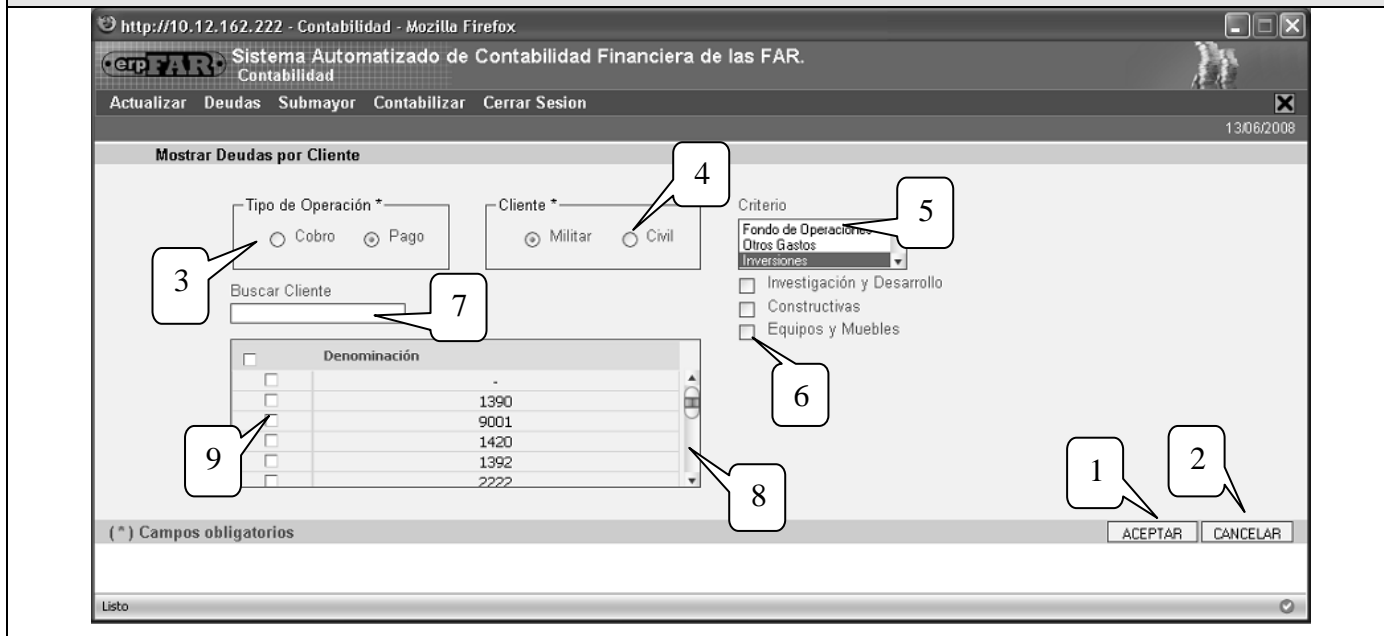 http://10.12.162.222 - Contabilidad - Mozilla Firefox
erpFAR Sistema Automatizado de Contabilidad Financiera de las FAR.
Contabilidad
Actualizar Deudas Submayor Contabilizar Cerrar Sesion
13/06/2008
Mostrar Deudas por Cliente
4
Tipo de Operación *
Cliente *
Criterio
5
Cobro
Pago
Militar
Civil
Fondo de Operaciones
Otros Gastos
Inversiones
3
Investigación y Desarrollo
Buscar Cliente
7
Constructivas
Equipos y Muebles
Denominación
-
1390
6
9001
1420
9
1392
2222
8
1
2
(*) Campos obligatorios
ACEPTAR CANCELAR
Listo